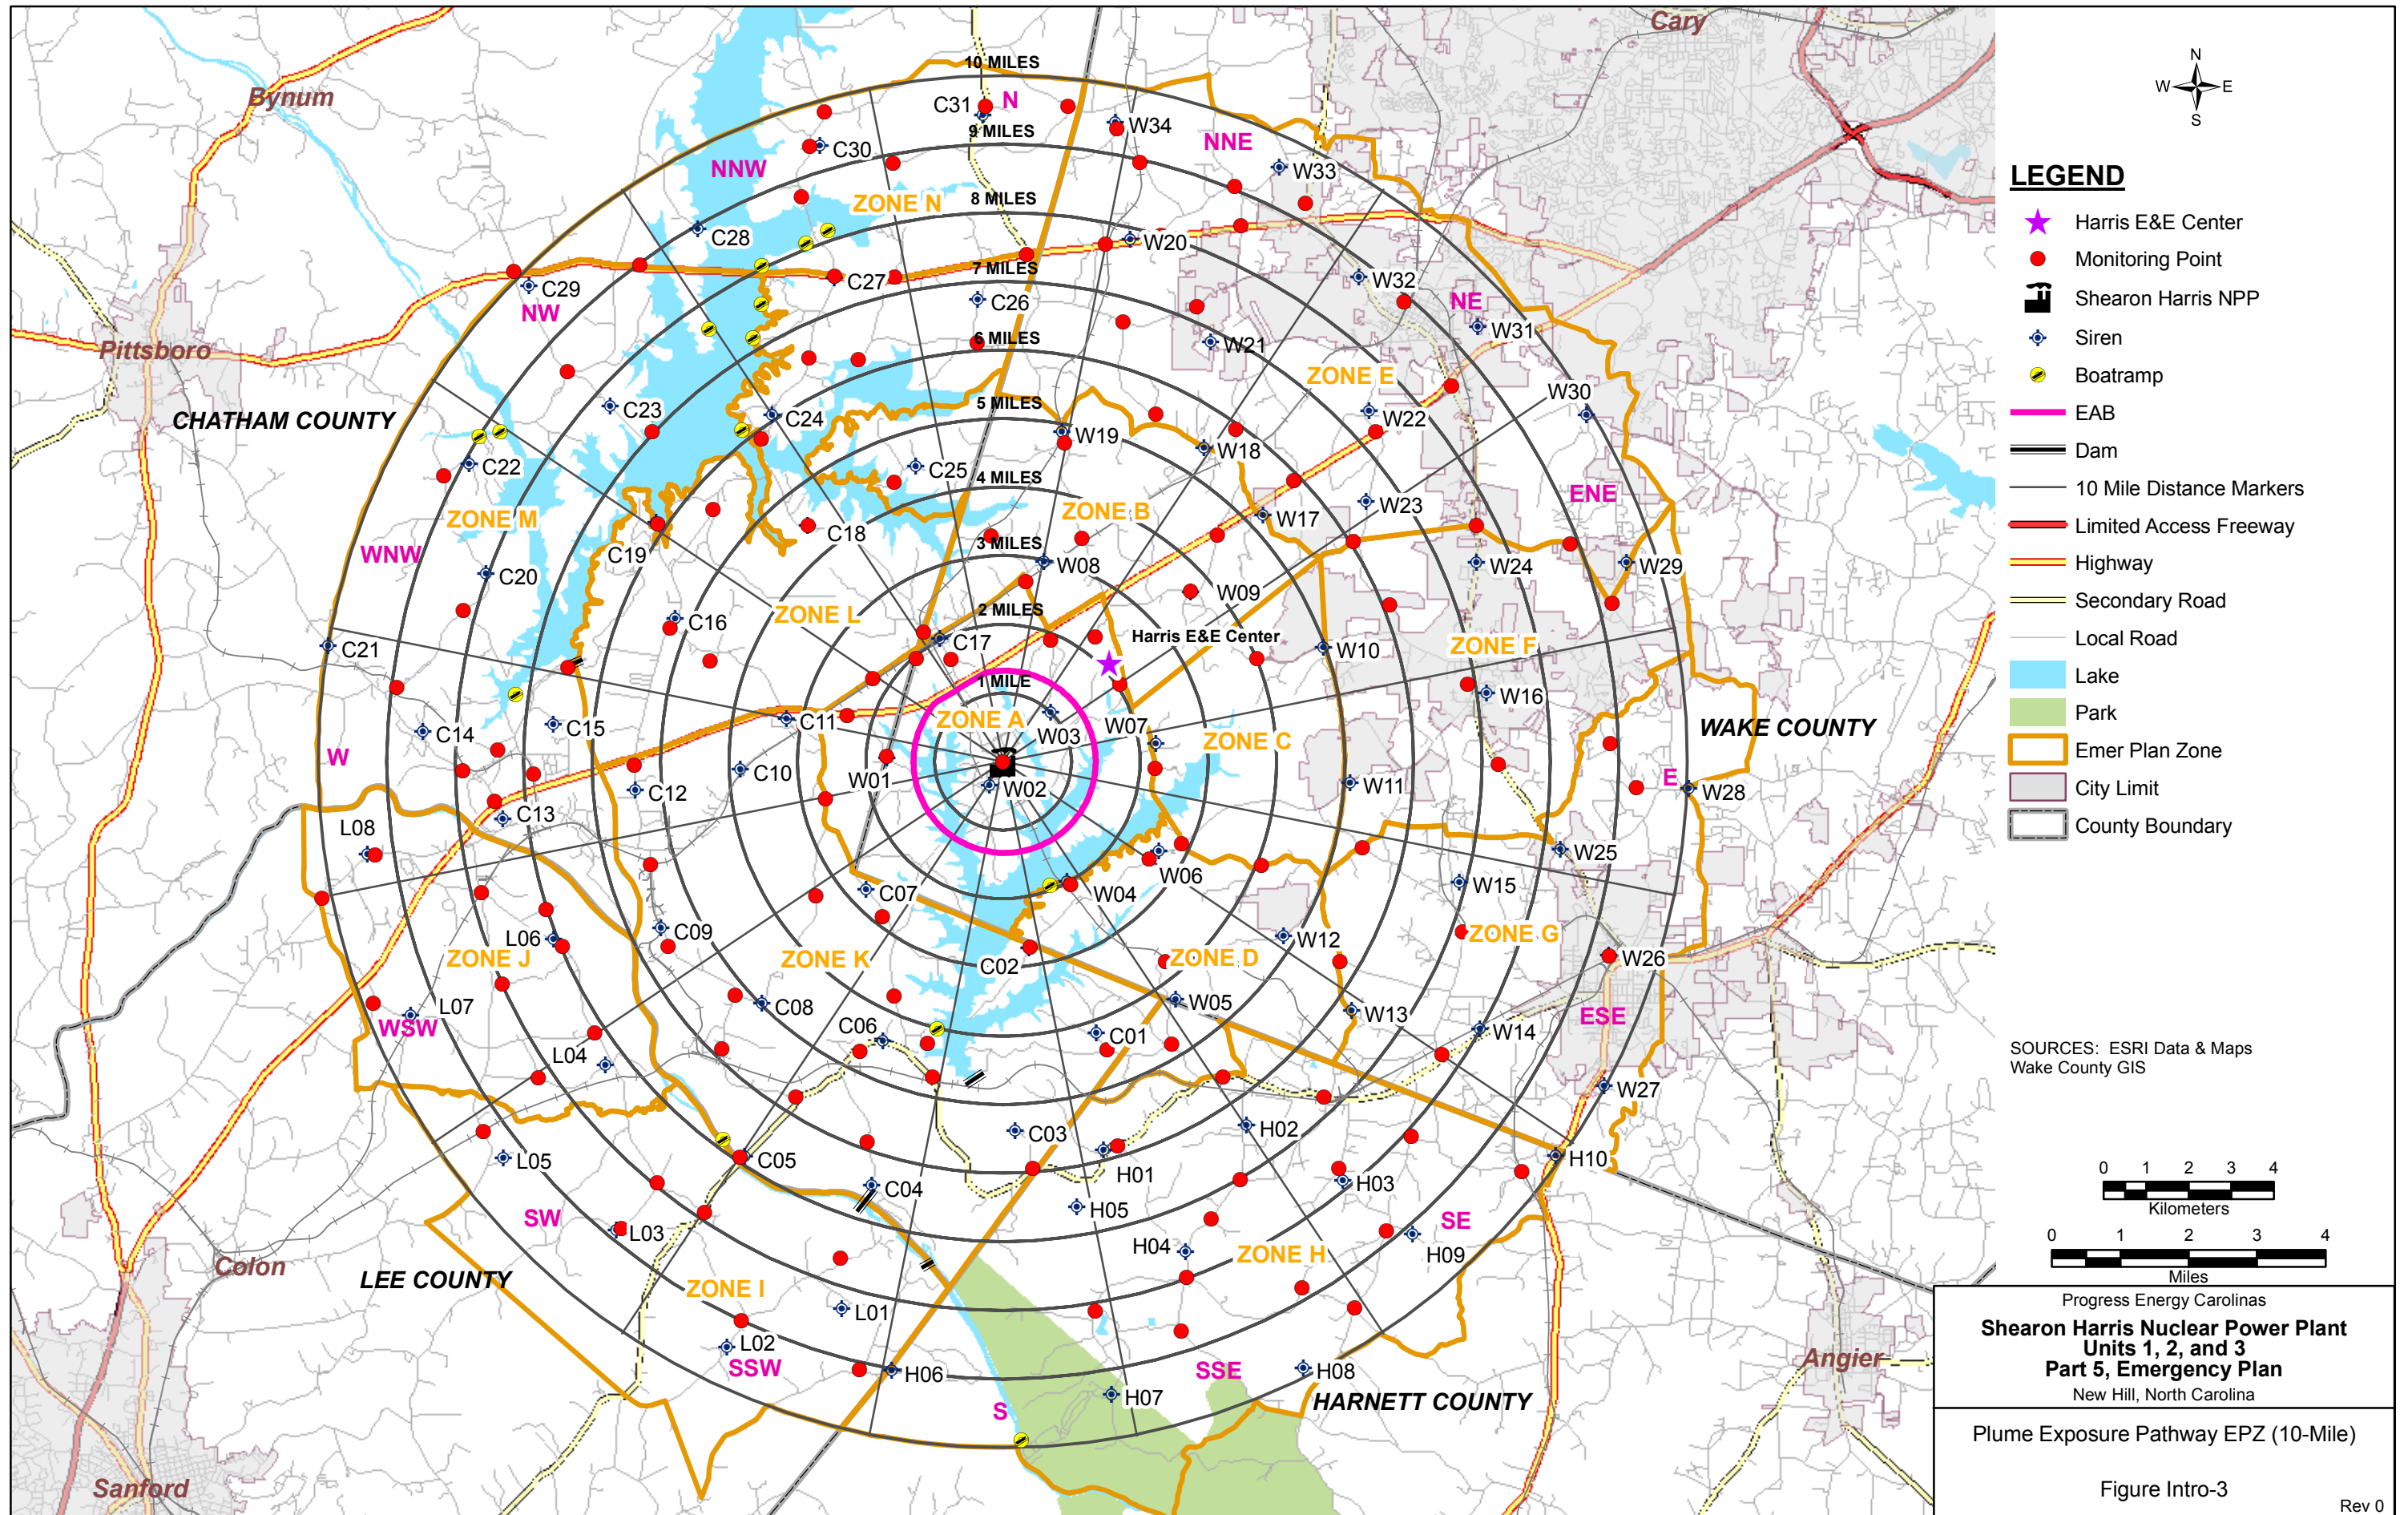 Cary
Bynum
Pittsboro
CHATHAM COUNTY
WAKE COUNTY
LEE COUNTY
HARNETT COUNTY
Colon
Sanford
Angier
10 MILES
9 MILES
8 MILES
7 MILES
6 MILES
5 MILES
4 MILES
3 MILES
2 MILES
1 MILE
N
NNE
NE
ENE
E
ESE
SE
SSE
S
SSW
SW
WSW
W
WNW
NW
NNW
ZONE A
ZONE B
ZONE C
ZONE D
ZONE E
ZONE F
ZONE G
ZONE H
ZONE I
ZONE J
ZONE K
ZONE L
ZONE M
ZONE N
Harris E&E Center
C31
W34
C30
W33
C28
W20
C29
C27
W32
C26
W31
W21
C23
C24
W30
W22
W19
W18
C22
C25
W23
W17
C18
C19
W08
W24
W29
C20
W09
C16
C17
W10
C21
W16
C11
W03
W07
C14
C15
C10
W01
W02
W11
W28
C12
C13
L08
W25
W06
W04
C07
W15
C09
L06
W12
C02
W26
C08
W05
L07
W13
C06
C01
W14
L04
W27
C03
H02
H01
C05
H10
L05
C04
H03
H05
L03
H04
H09
L01
L02
H06
H08
H07
N
W
E
S
LEGEND
Harris E&E Center
Monitoring Point
Shearon Harris NPP
Siren
Boatramp
EAB
Dam
10 Mile Distance Markers
Limited Access Freeway
Highway
Secondary Road
Local Road
Lake
Park
Emer Plan Zone
City Limit
County Boundary
SOURCES: ESRI Data & Maps
Wake County GIS
0 1 2 3 4
Kilometers
0 1 2 3 4
Miles
Progress Energy Carolinas
Shearon Harris Nuclear Power Plant
Units 1, 2, and 3
Part 5, Emergency Plan
New Hill, North Carolina
Plume Exposure Pathway EPZ (10-Mile)
Figure Intro-3
Rev 0